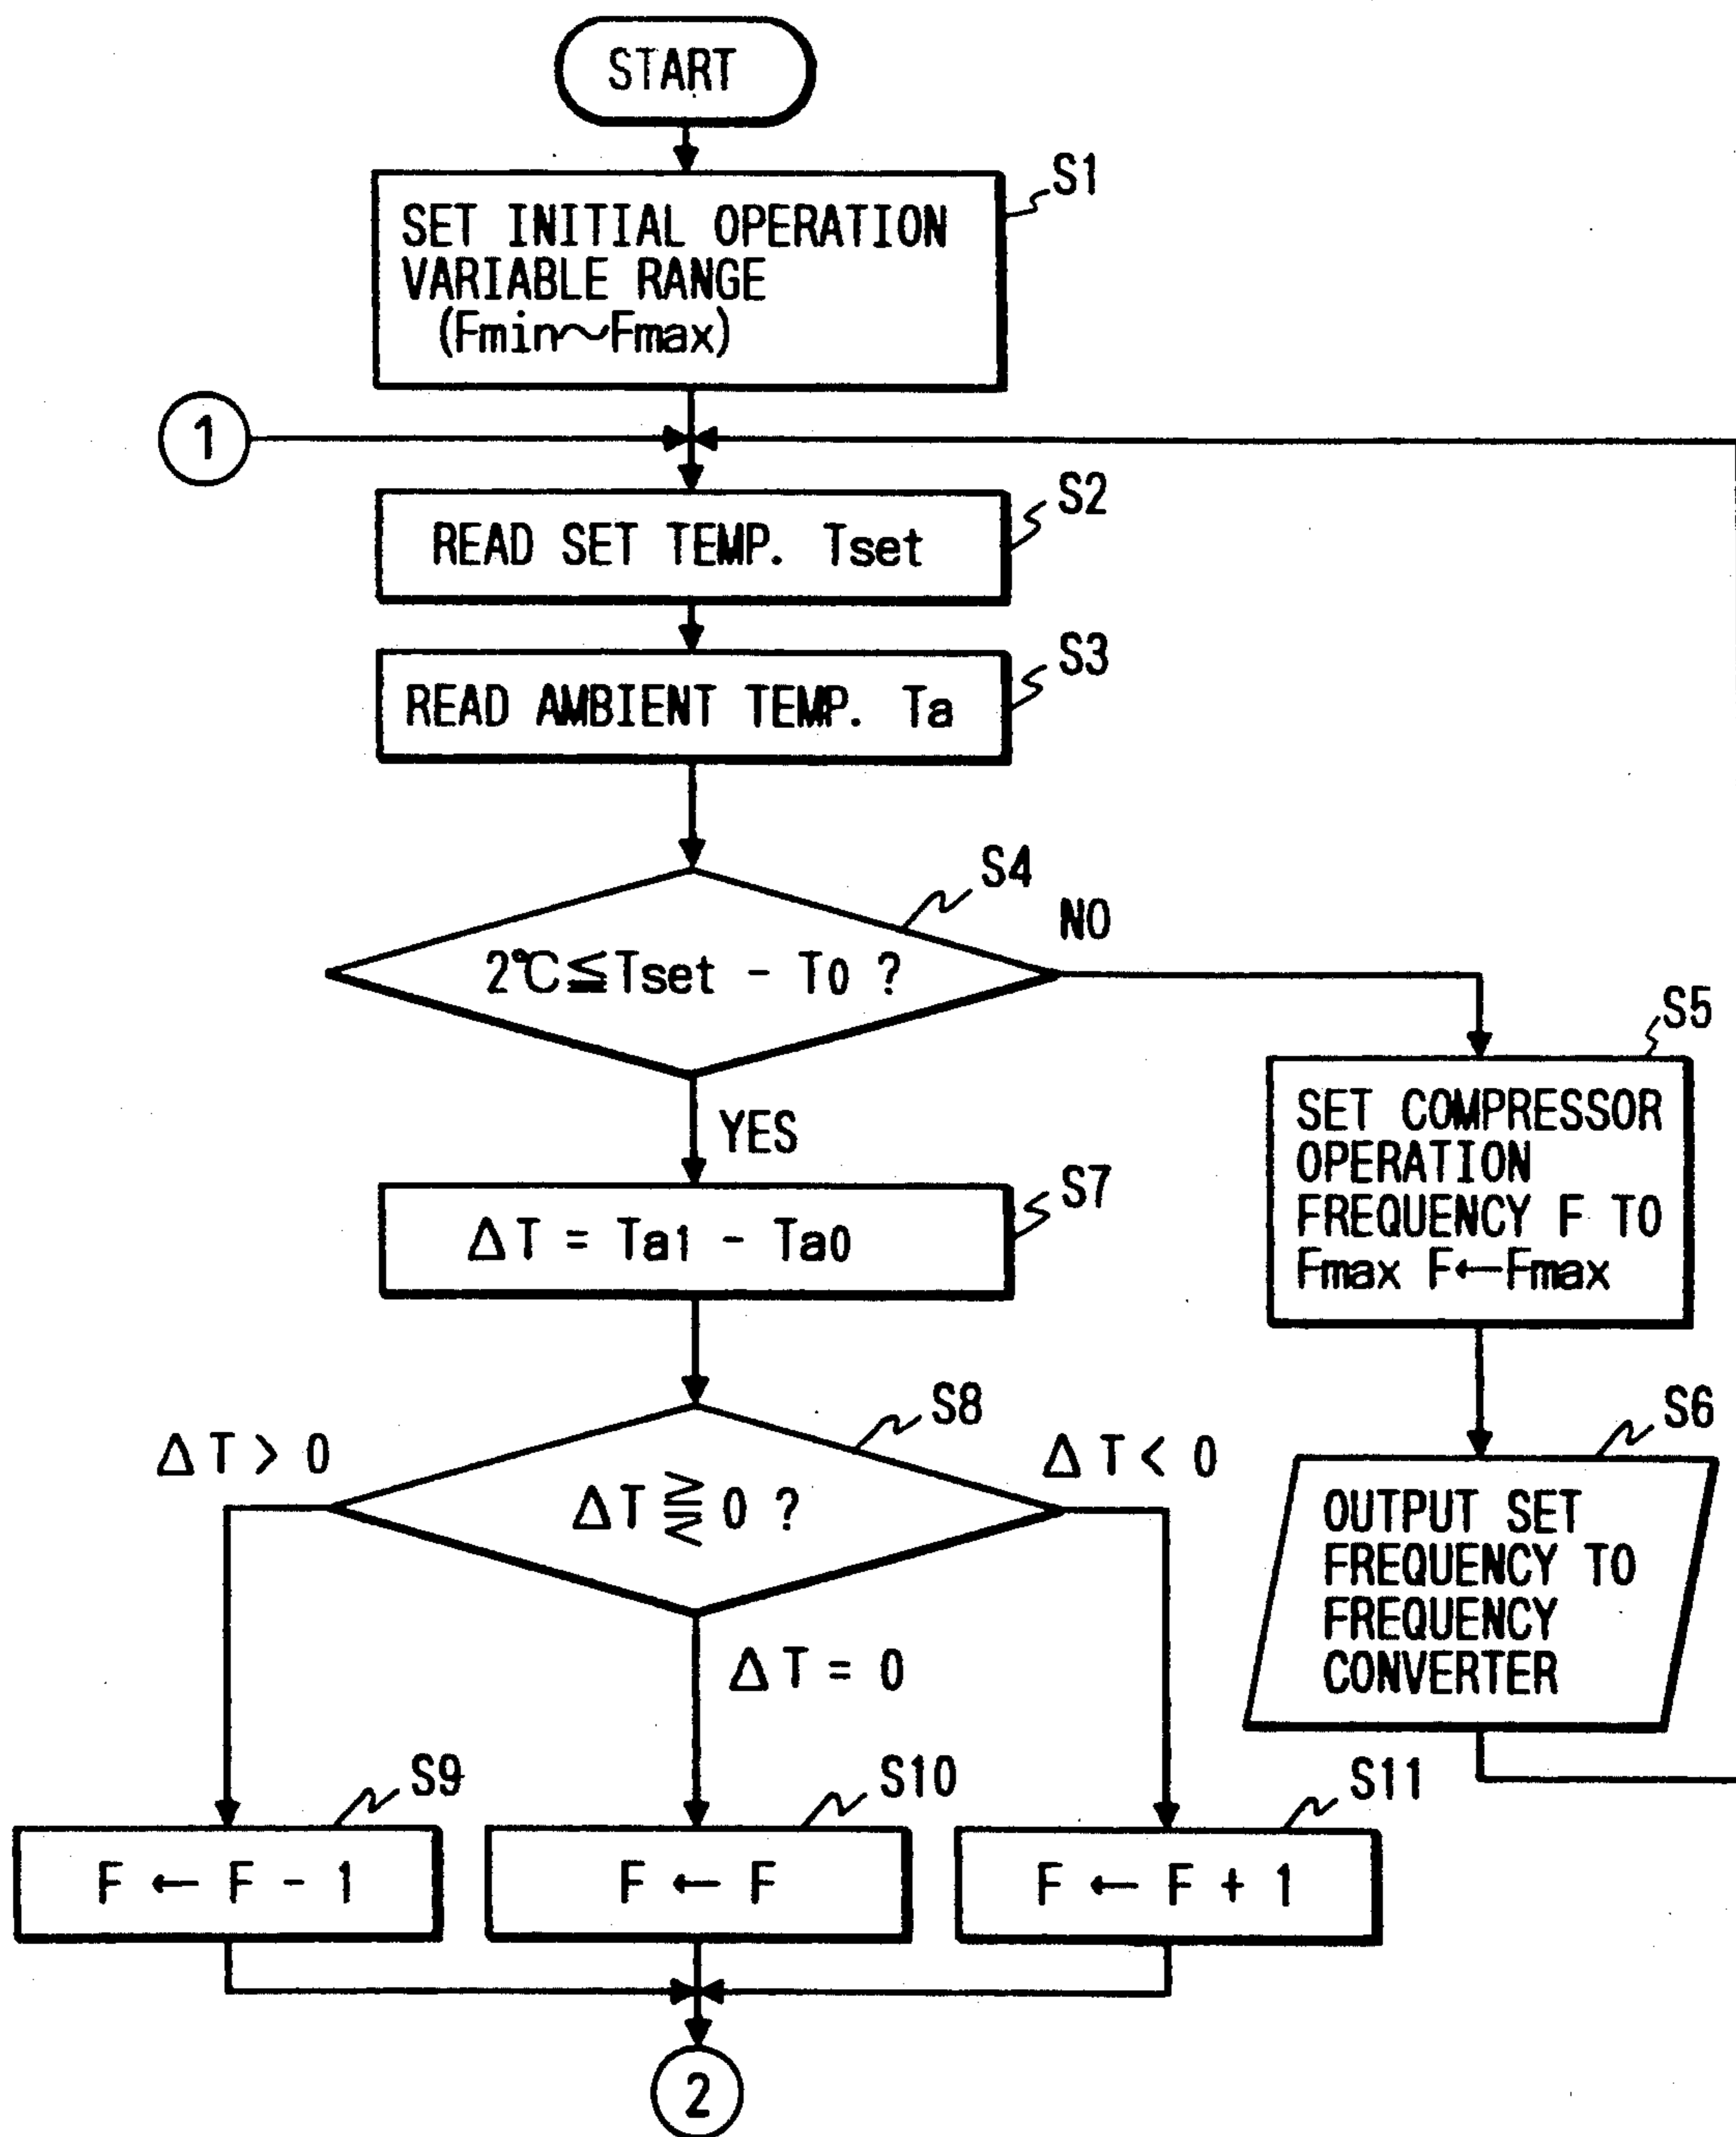 START
S1
SET INITIAL OPERATION
VARIABLE RANGE
(Fmin~Fmax)
1
S2
READ SET TEMP. Tset
S3
READ AMBIENT TEMP. Ta
S4
NO
2℃≦Tset - T0 ?
S5
SET COMPRESSOR
OPERATION
FREQUENCY F TO
Fmax F←Fmax
YES
S7
ΔT = Ta1 - Ta0
S6
OUTPUT SET
FREQUENCY TO
FREQUENCY
CONVERTER
S8
ΔT > 0
ΔT < 0
ΔT ⪌ 0 ?
ΔT = 0
S9
S10
S11
F ← F - 1
F ← F
F ← F + 1
2